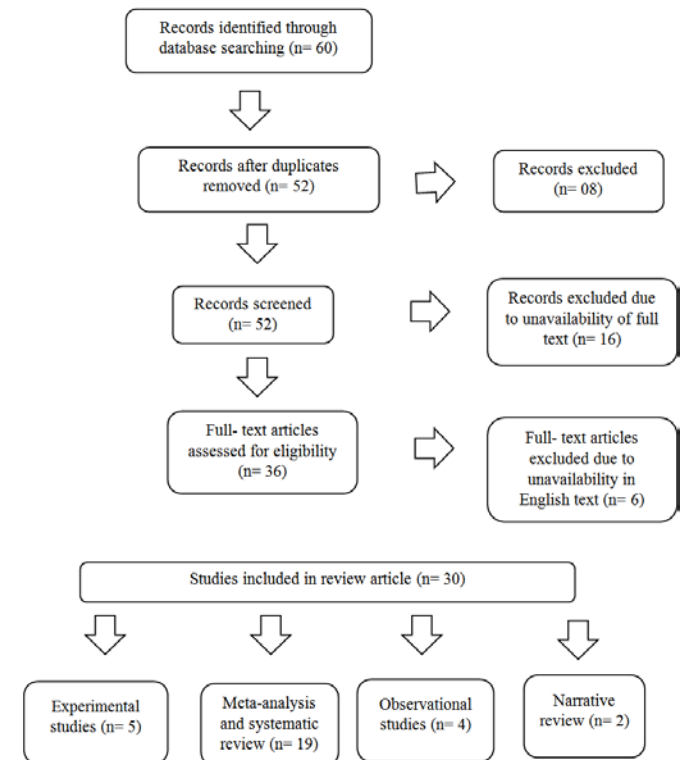 Records identified through
database searching (n= 60)
Records after duplicates
removed (n= 52)
Records excluded
(n= 08)
Records screened
(n= 52)
Records excluded due
to unavailability of full
text (n= 16)
Full- text articles
assessed for eligibility
(n= 36)
Full- text articles
excluded due to
unavailability in
English text (n= 6)
Studies included in review article (n= 30)
Experimental
studies (n= 5)
Meta-analysis
and systematic
review (n= 19)
Observational
studies (n= 4)
Narrative
review (n= 2)